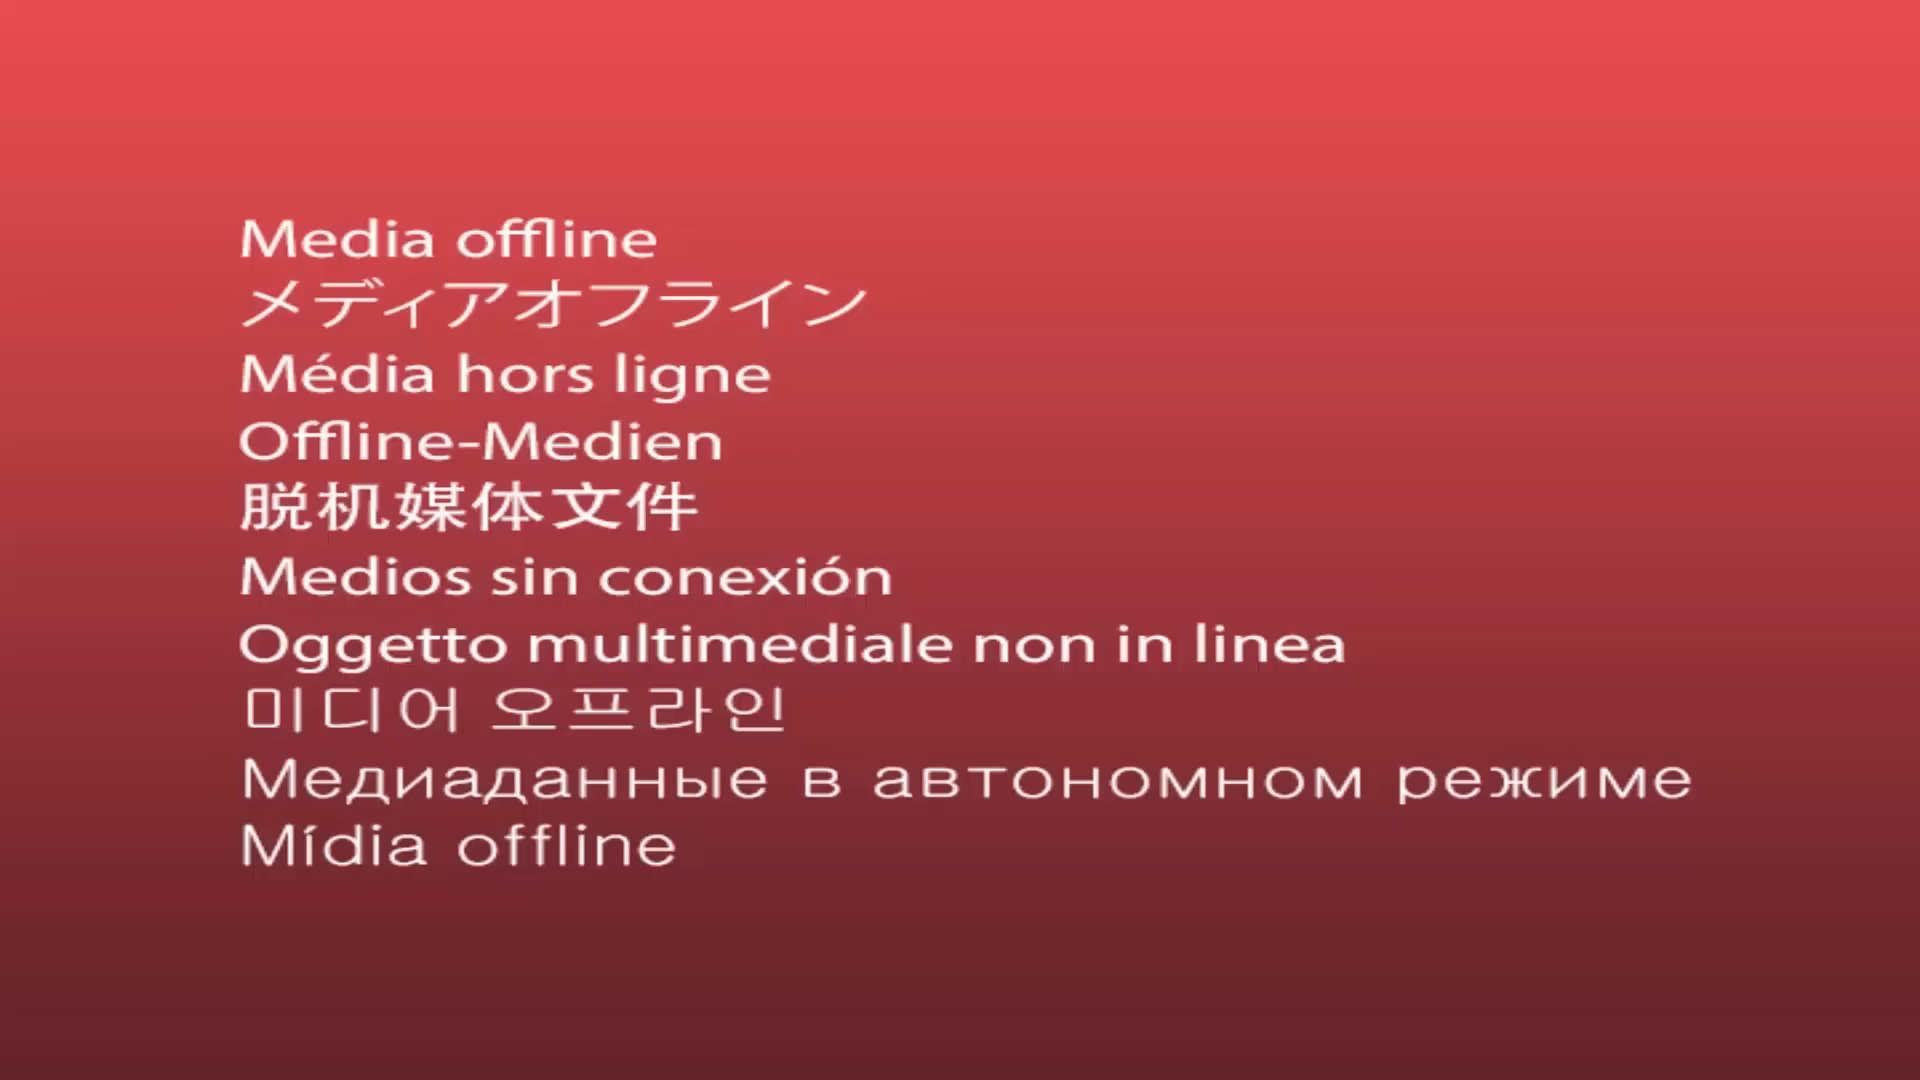 Media offline
メディアオフライン
Média hors ligne
Offline-Medien
脱机媒体文件
Medios sin conexión
Oggetto multimediale non in linea
미디어 오프라인
Медиаданные в автономном режиме
Mídia offline